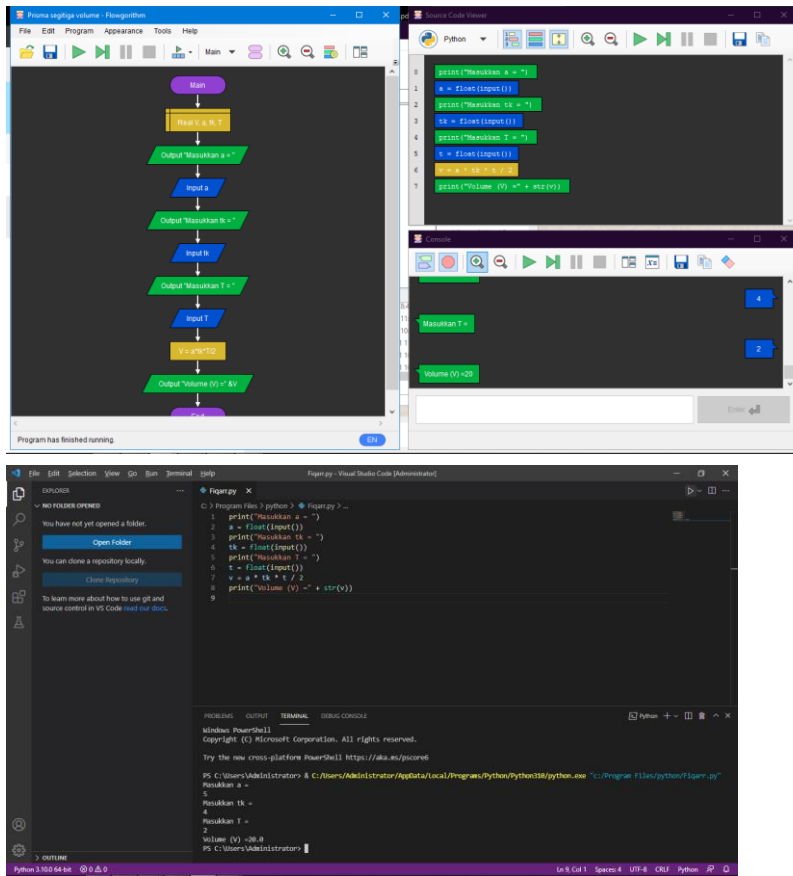 Prisma segitiga volume - Flowgorithm
File Edit Program Appearance Tools Help
Main
Main
Real V, a, tk, T
Output "Masukkan a = "
Input a
Output "Masukkan tk = "
Input tk
Output "Masukkan T = "
Input T
V = a*tk*T/2
Output "Volume (V) =" &V
End
Program has finished running.
EN
Source Code Viewer
Python
0 print("Masukkan a = ")
1 a = float(input())
2 print("Masukkan tk = ")
3 tk = float(input())
4 print("Masukkan T = ")
5 t = float(input())
6 v = a * tk * t / 2
7 print("Volume (V) =" + str(v))
Console
4
Masukkan T =
2
Volume (V) =20
Enter
File Edit Selection View Go Run Terminal Help
Fiqarr.py - Visual Studio Code [Administrator]
EXPLORER
NO FOLDER OPENED
You have not yet opened a folder.
Open Folder
You can clone a repository locally.
Clone Repository
To learn more about how to use git and
source control in VS Code read our docs.
OUTLINE
Fiqarr.py
C: > Program Files > python > Fiqarr.py > ...
1 print("Masukkan a = ")
2 a = float(input())
3 print("Masukkan tk = ")
4 tk = float(input())
5 print("Masukkan T = ")
6 t = float(input())
7 v = a * tk * t / 2
8 print("Volume (V) =" + str(v))
9
PROBLEMS OUTPUT TERMINAL DEBUG CONSOLE
Python
Windows PowerShell
Copyright (C) Microsoft Corporation. All rights reserved.
Try the new cross-platform PowerShell https://aka.ms/pscore6
PS C:\Users\Administrator> & C:/Users/Administrator/AppData/Local/Programs/Python/Python310/python.exe "c:/Program Files/python/Fiqarr.py"
Masukkan a =
5
Masukkan tk =
4
Masukkan T =
2
Volume (V) =20.0
PS C:\Users\Administrator>
Python 3.10.0 64-bit 0 0
Ln 9, Col 1 Spaces: 4 UTF-8 CRLF Python